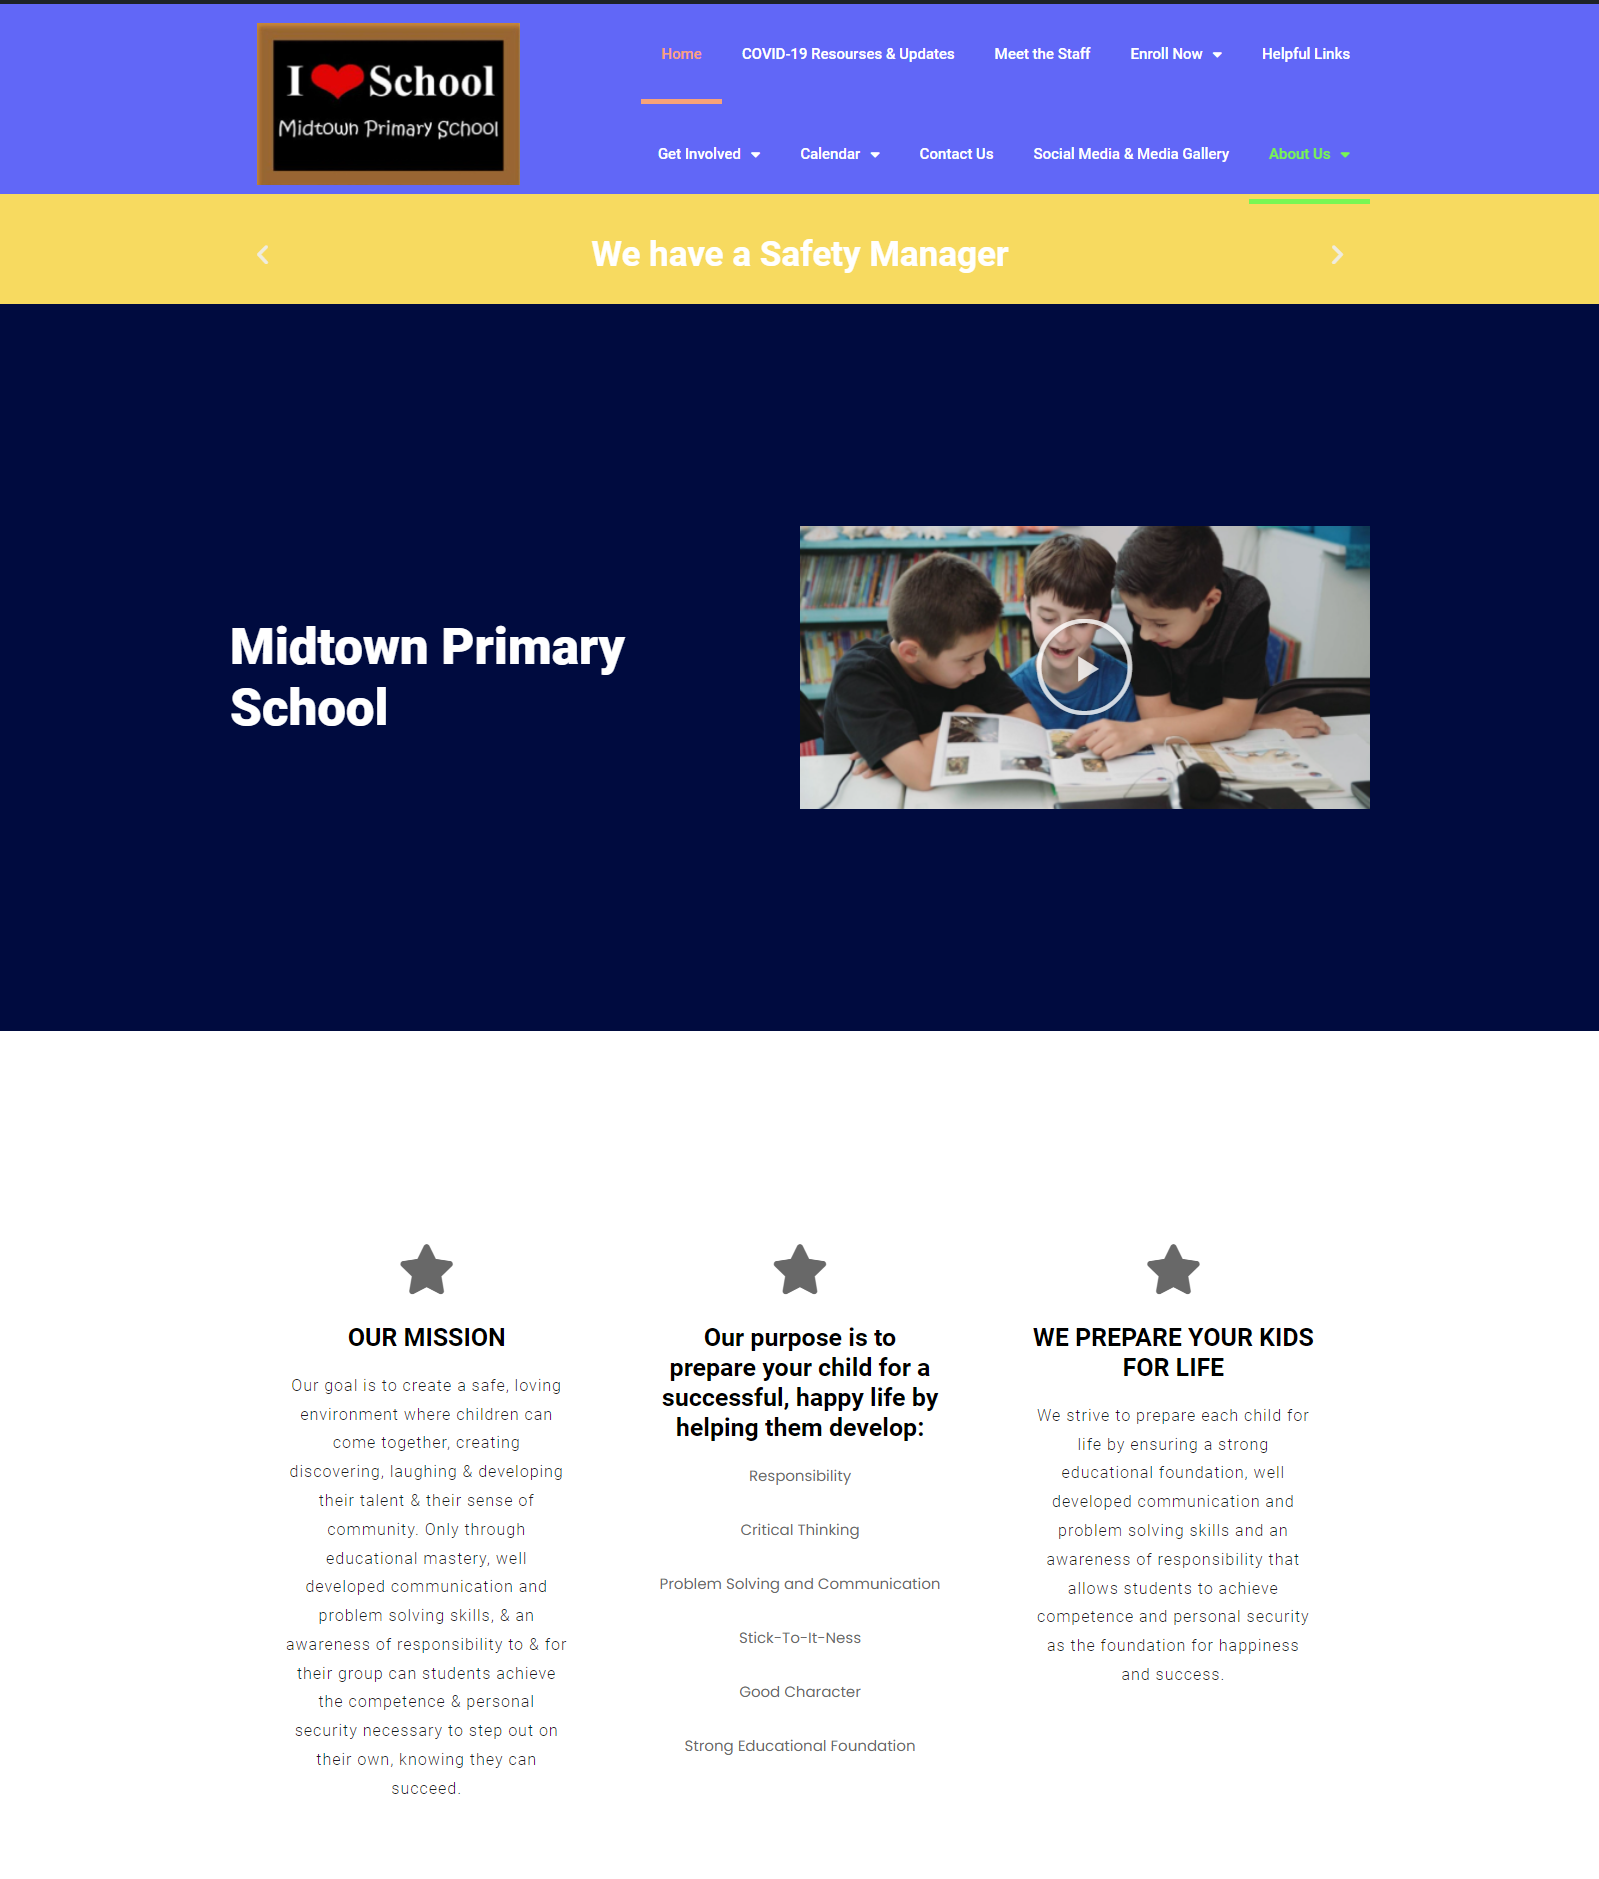 I ❤ School
Midtown Primary School
Home
COVID-19 Resourses & Updates
Meet the Staff
Enroll Now
Helpful Links
Get Involved
Calendar
Contact Us
Social Media & Media Gallery
About Us
We have a Safety Manager
Midtown Primary
School
OUR MISSION
Our goal is to create a safe, loving
environment where children can
come together, creating
discovering, laughing & developing
their talent & their sense of
community. Only through
educational mastery, well
developed communication and
problem solving skills, & an
awareness of responsibility to & for
their group can students achieve
the competence & personal
security necessary to step out on
their own, knowing they can
succeed.
Our purpose is to
prepare your child for a
successful, happy life by
helping them develop:
Responsibility
Critical Thinking
Problem Solving and Communication
Stick-To-It-Ness
Good Character
Strong Educational Foundation
WE PREPARE YOUR KIDS
FOR LIFE
We strive to prepare each child for
life by ensuring a strong
educational foundation, well
developed communication and
problem solving skills and an
awareness of responsibility that
allows students to achieve
competence and personal security
as the foundation for happiness
and success.